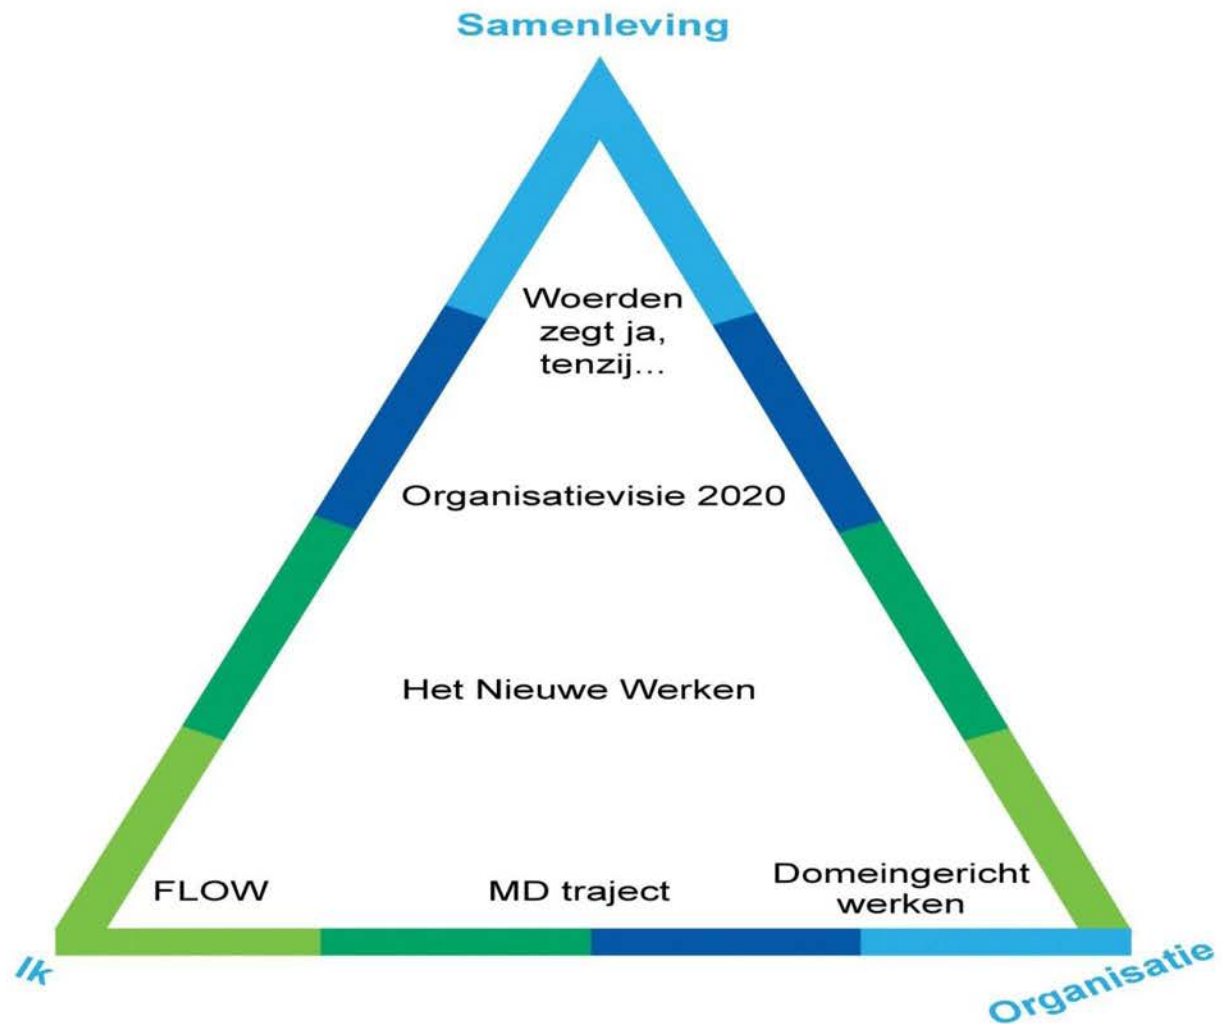 Samenleving
Woerden
zegt ja,
tenzij...
Organisatievisie 2020
Het Nieuwe Werken
FLOW
MD traject
Domeingericht
werken
Ik
Organisatie